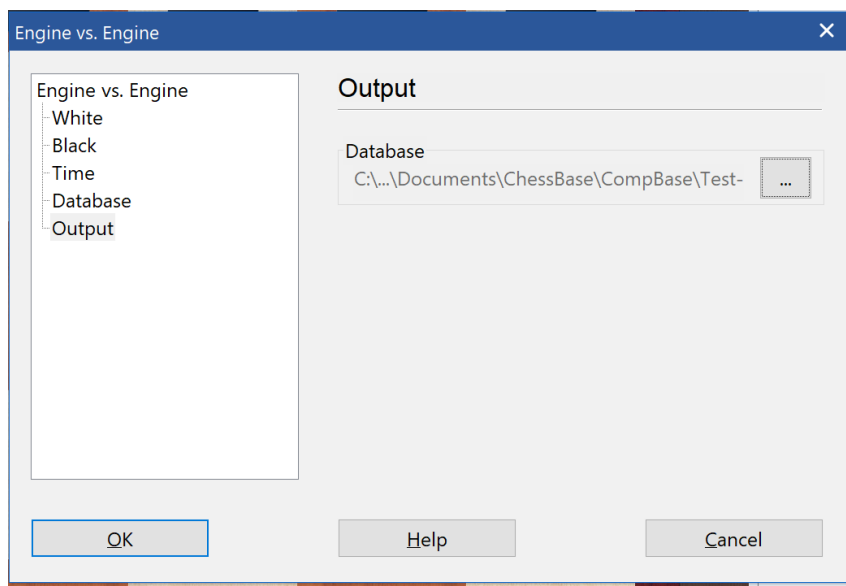 Engine vs. Engine
Engine vs. Engine
White
Black
Time
Database
Output
Output
Database
C:\...\Documents\ChessBase\CompBase\Test-
...
OK
Help
Cancel